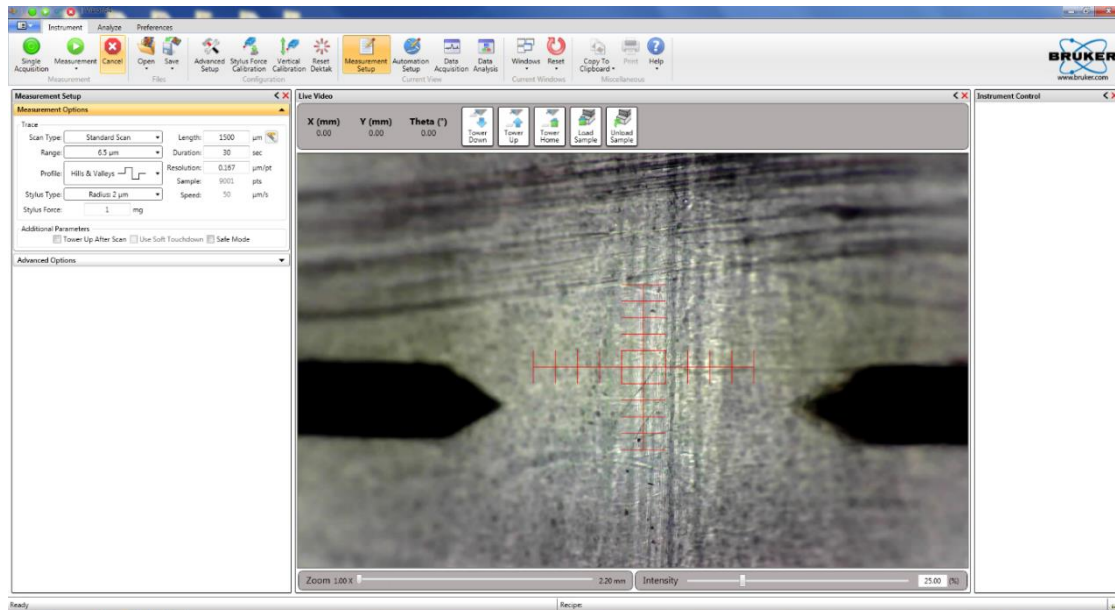 Instrument Analyze Preferences
Single Acquisition Measurement Cancel Open Save Advanced Setup Stylus Force Calibration Vertical Calibration Reset Dektak Measurement Setup Automation Setup Data Acquisition Data Analysis Windows Reset Copy To Clipboard Print Help
Measurement Files Configuration Current View Current Windows Miscellaneous
BRUKER
www.bruker.com
Measurement Setup
Measurement Options
Trace
Scan Type: Standard Scan Length: 1500 µm
Range: 6.5 µm Duration: 30 sec
Profile: Hills & Valleys Resolution: 0.167 µm/pt
Sample: 9001 pts
Stylus Type: Radius: 2 µm Speed: 50 µm/s
Stylus Force: 1 mg
Additional Parameters
Tower Up After Scan Use Soft Touchdown Safe Mode
Advanced Options
Live Video
X (mm) Y (mm) Theta (°)
0.00 0.00 0.00
Tower Down Tower Up Tower Home Load Sample Unload Sample
Zoom 1.00 X 2.20 mm Intensity 25.00 (%)
Instrument Control
Ready Recipe: